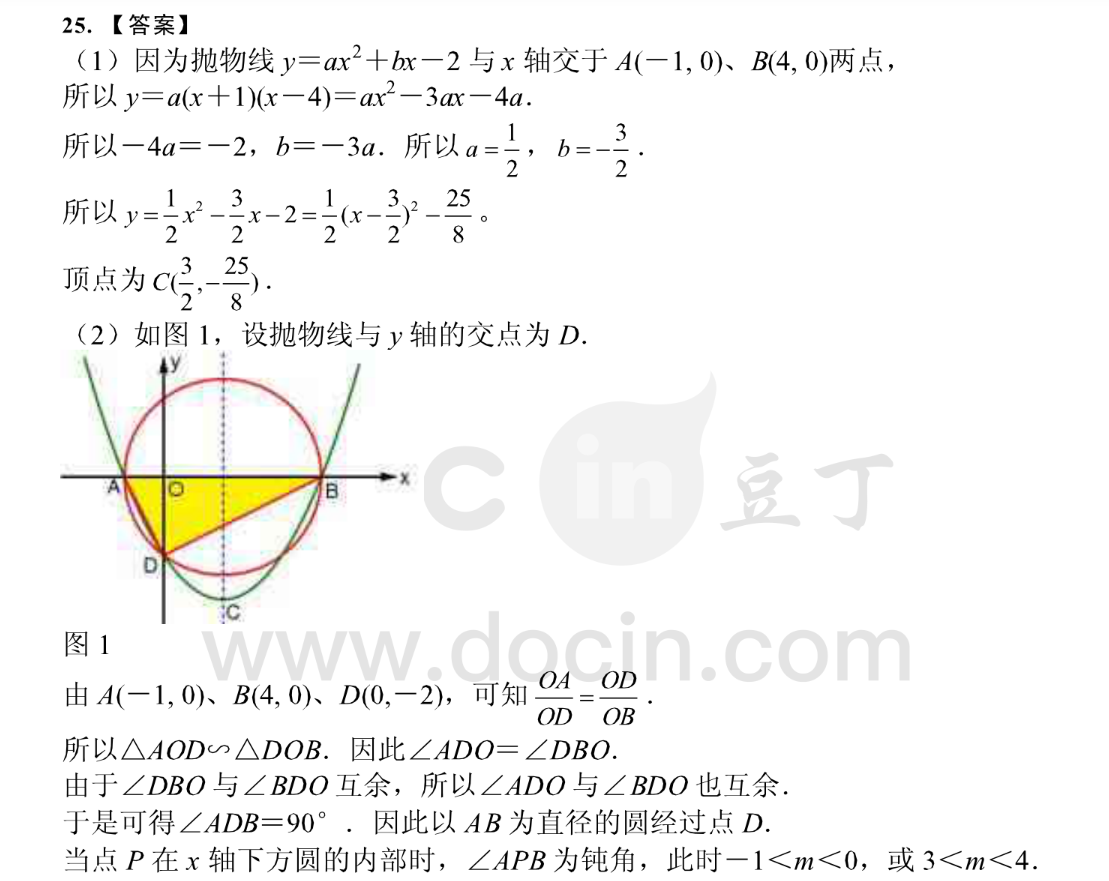 25. 【答案】
（1）因为抛物线 y＝ax²＋bx－2 与 x 轴交于 A(－1, 0)、B(4, 0)两点，
所以 y＝a(x＋1)(x－4)＝ax²－3ax－4a．
所以－4a＝－2，b＝－3a．所以 a = 1/2 ，b = −3/2 ．
所以 y = 1/2 x² − 3/2 x − 2 = 1/2 (x − 3/2)² − 25/8 。
顶点为 C(3/2, −25/8)．
（2）如图 1，设抛物线与 y 轴的交点为 D．
y
A O B x
D
C
C in 豆丁
图 1
www.docin.com
由 A(－1, 0)、B(4, 0)、D(0,－2)，可知 OA/OD = OD/OB ．
所以△AOD∽△DOB．因此∠ADO＝∠DBO．
由于∠DBO 与∠BDO 互余，所以∠ADO 与∠BDO 也互余．
于是可得∠ADB＝90°．因此以 AB 为直径的圆经过点 D．
当点 P 在 x 轴下方圆的内部时，∠APB 为钝角，此时－1＜m＜0，或 3＜m＜4．